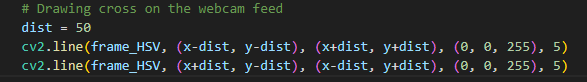 # Drawing cross on the webcam feed
dist = 50
cv2.line(frame_HSV, (x-dist, y-dist), (x+dist, y+dist), (0, 0, 255), 5)
cv2.line(frame_HSV, (x+dist, y-dist), (x-dist, y+dist), (0, 0, 255), 5)